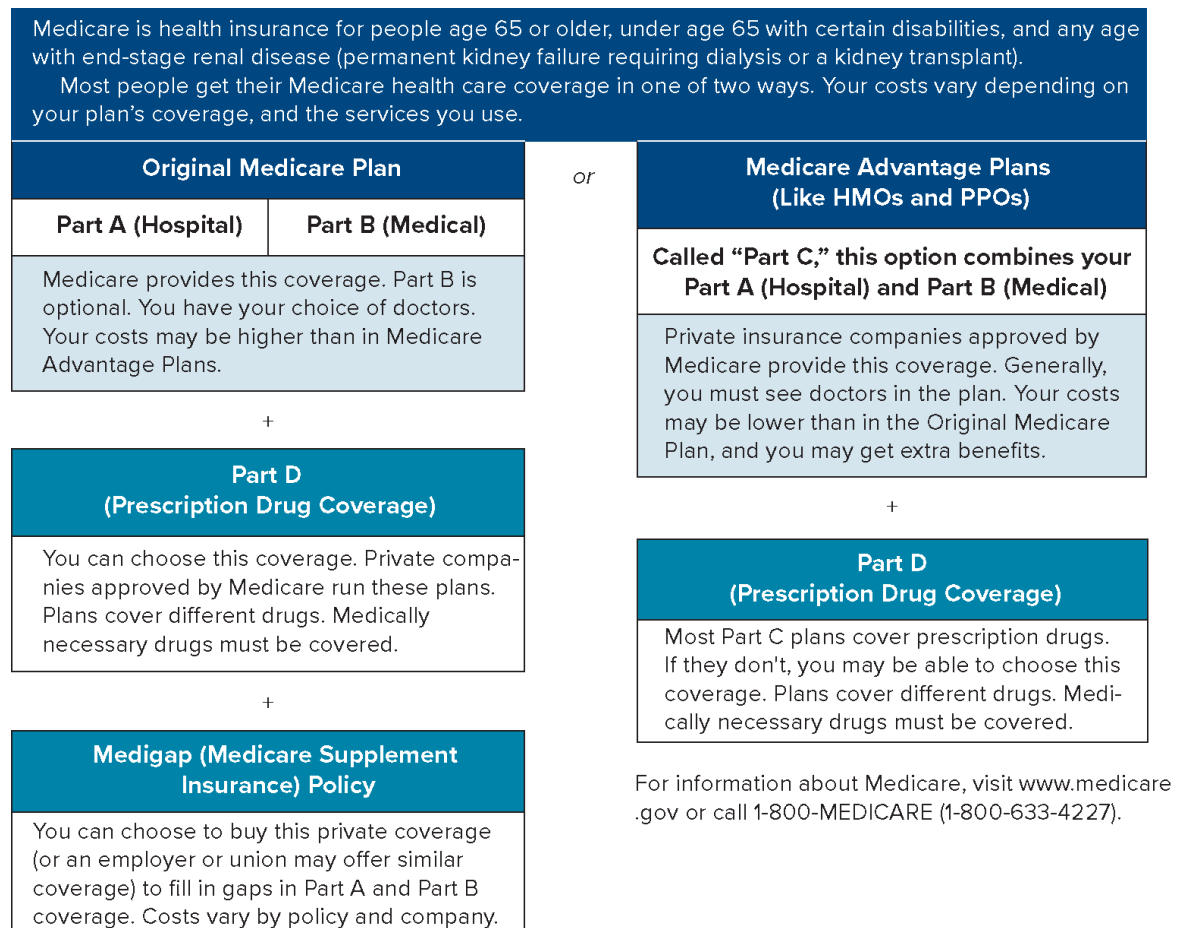 Medicare is health insurance for people age 65 or older, under age 65 with certain disabilities, and any age
with end-stage renal disease (permanent kidney failure requiring dialysis or a kidney transplant).
Most people get their Medicare health care coverage in one of two ways. Your costs vary depending on
your plan’s coverage, and the services you use.
Original Medicare Plan
Part A (Hospital)
Part B (Medical)
Medicare provides this coverage. Part B is
optional. You have your choice of doctors.
Your costs may be higher than in Medicare
Advantage Plans.
+
Part D
(Prescription Drug Coverage)
You can choose this coverage. Private compa-
nies approved by Medicare run these plans.
Plans cover different drugs. Medically
necessary drugs must be covered.
+
Medigap (Medicare Supplement
Insurance) Policy
You can choose to buy this private coverage
(or an employer or union may offer similar
coverage) to fill in gaps in Part A and Part B
coverage. Costs vary by policy and company.
or
Medicare Advantage Plans
(Like HMOs and PPOs)
Called “Part C,” this option combines your
Part A (Hospital) and Part B (Medical)
Private insurance companies approved by
Medicare provide this coverage. Generally,
you must see doctors in the plan. Your costs
may be lower than in the Original Medicare
Plan, and you may get extra benefits.
+
Part D
(Prescription Drug Coverage)
Most Part C plans cover prescription drugs.
If they don't, you may be able to choose this
coverage. Plans cover different drugs. Medi-
cally necessary drugs must be covered.
For information about Medicare, visit www.medicare
.gov or call 1-800-MEDICARE (1-800-633-4227).